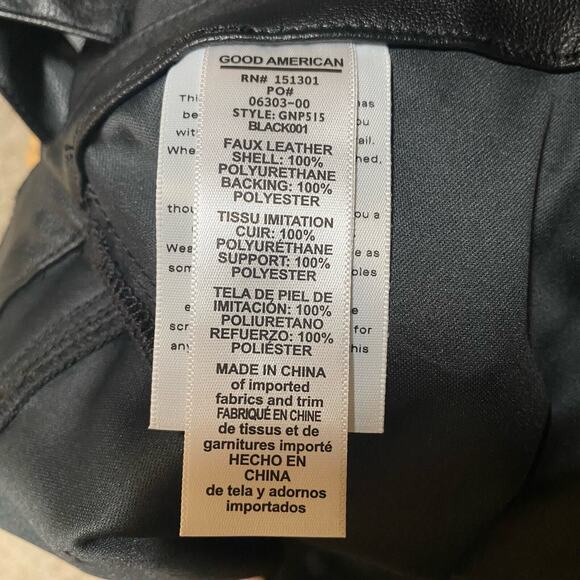 GOOD AMERICAN
RN# 151301
PO#
06303-00
STYLE: GNP515
BLACK001
FAUX LEATHER
SHELL: 100%
POLYURETHANE
BACKING: 100%
POLYESTER
TISSU IMITATION
CUIR: 100%
POLYURÉTHANE
SUPPORT: 100%
POLYESTER
TELA DE PIEL DE
IMITACIÓN: 100%
POLIURETANO
REFUERZO: 100%
POLIÉSTER
MADE IN CHINA
of imported
fabrics and trim
FABRIQUÉ EN CHINE
de tissus et de
garnitures importé
HECHO EN
CHINA
de tela y adornos
importados